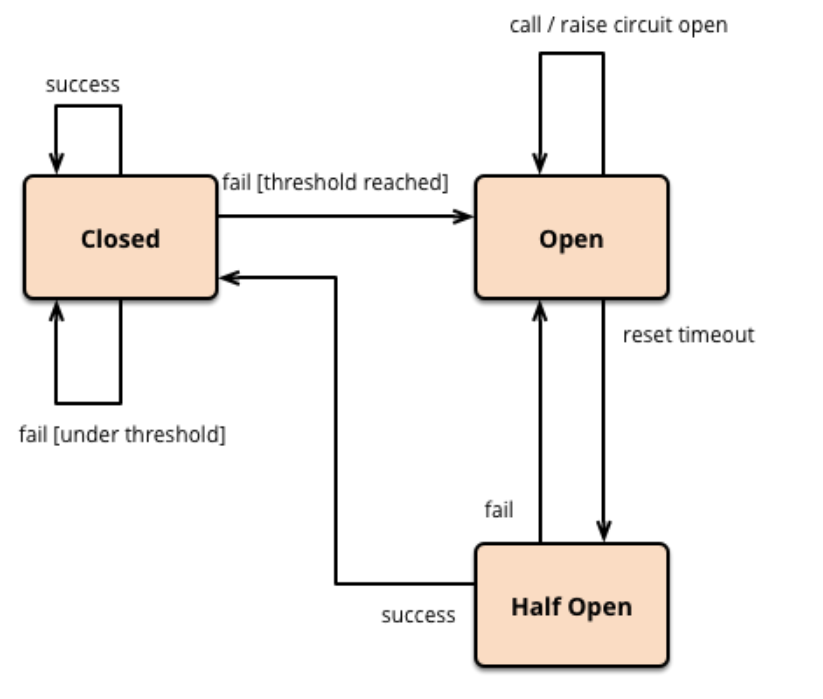 call / raise circuit open
success
fail [threshold reached]
Closed
Open
reset timeout
fail [under threshold]
fail
Half Open
success